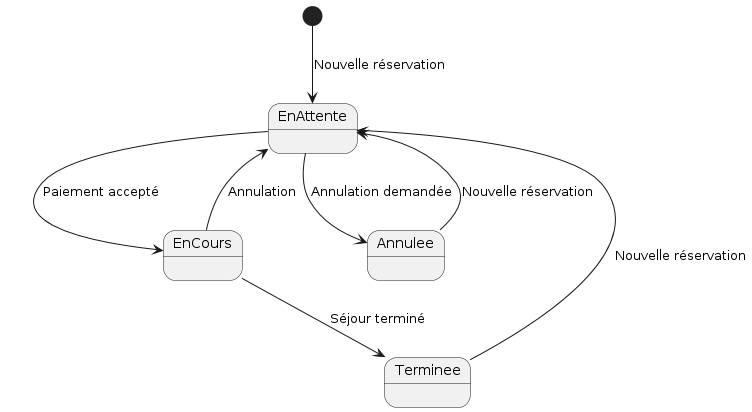 Nouvelle réservation
EnAttente
Paiement accepté
Annulation
Annulation demandée
Nouvelle réservation
EnCours
Annulee
Nouvelle réservation
Séjour terminé
Terminee